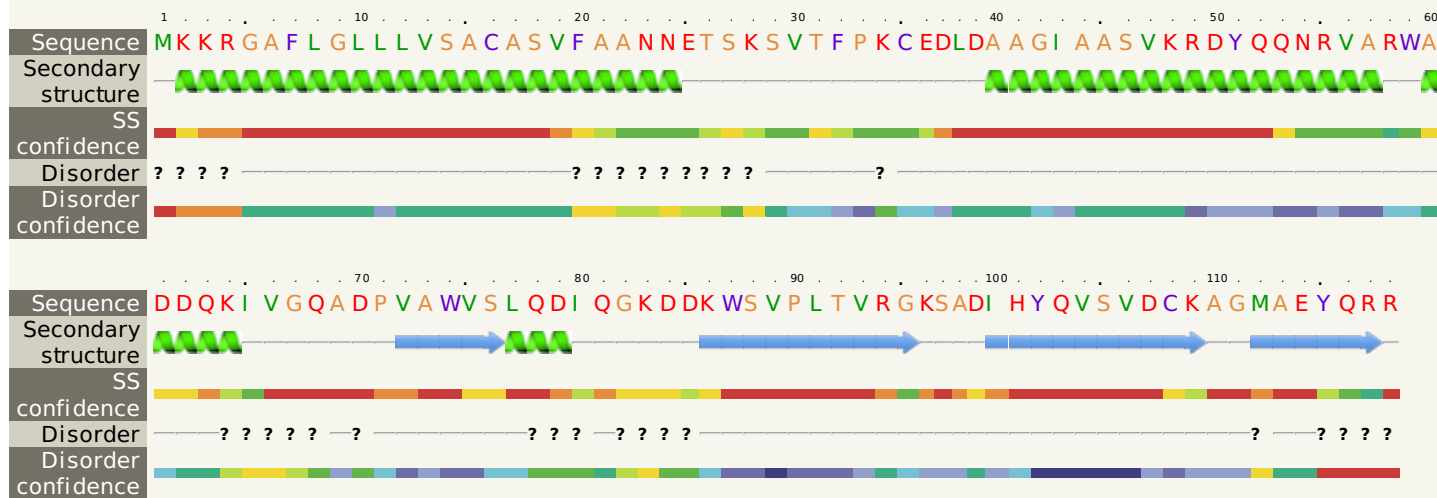 1 10 20 30 40 50 60
Sequence MKKRGAFLGLLLVSACASVFAANNETSKSVTFPKCEDLDAAGIAASVKRDYQQNRVARWA
Secondary
structure
SS
confidence
Disorder ? ? ? ? ? ? ? ? ? ? ? ? ? ?
Disorder
confidence
70 80 90 100 110
Sequence DDQKIVGQADPVAWVSLQDIQGKDDKWSVPLTVRGKSADIHYQVSVDCKAGMAEYQRR
Secondary
structure
SS
confidence
Disorder ? ? ? ? ? ? ? ? ? ? ? ? ? ? ? ? ? ?
Disorder
confidence